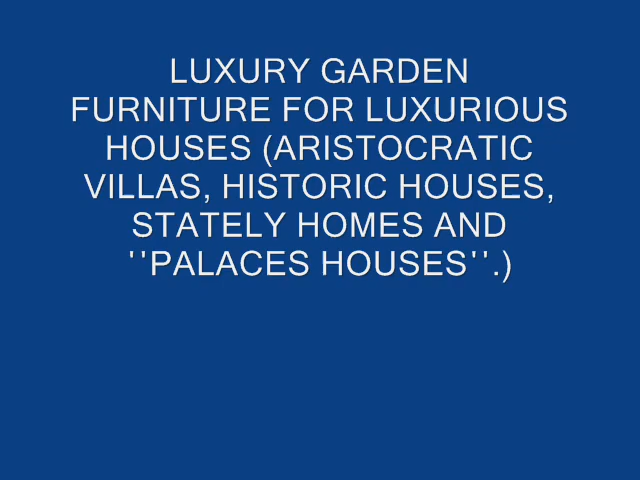 LUXURY GARDEN
FURNITURE FOR LUXURIOUS
HOUSES (ARISTOCRATIC
VILLAS, HISTORIC HOUSES,
STATELY HOMES AND
''PALACES HOUSES''.)